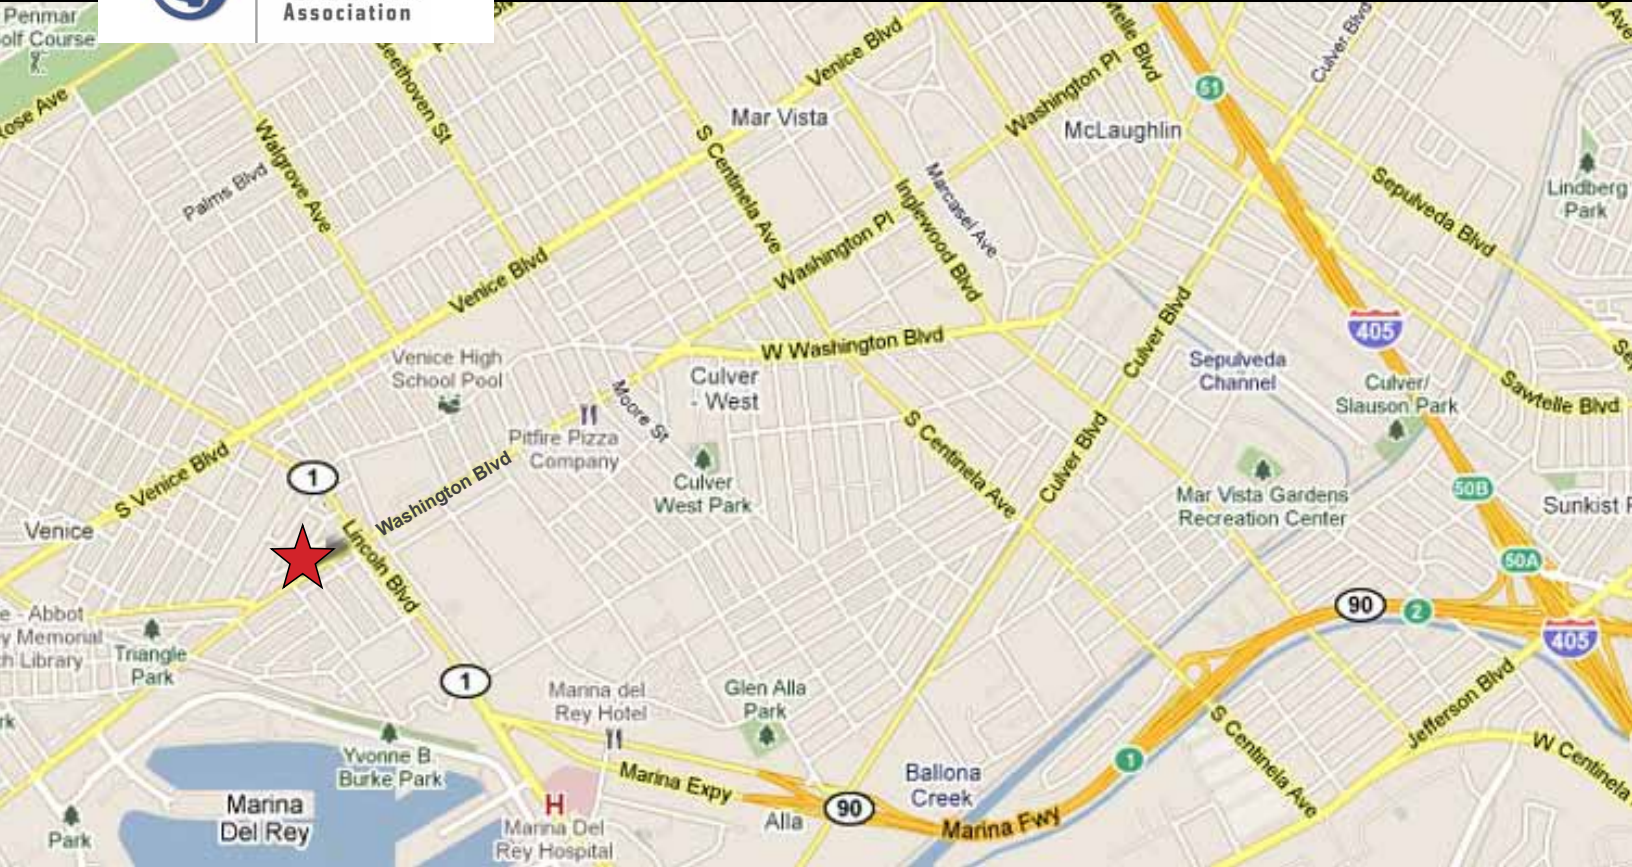 Association
Penmar
olf Course
Rose Ave
Beethoven St
Walgrove Ave
Palms Blvd
Venice Blvd
Mar Vista
S Centinela Ave
Washington Pl
McLaughlin
51
Culver Blvd
Sepulveda Blvd
Lindberg
Park
Marcasel Ave
Inglewood Blvd
Washington Pl
Venice Blvd
W Washington Blvd
Culver Blvd
405
Venice High
School Pool
Culver
- West
Sepulveda
Channel
Culver/
Slauson Park
Sawtelle Blvd
Moore St
Pitfire Pizza
Company
Washington Blvd
Culver
West Park
S Centinela Ave
Culver Blvd
Mar Vista Gardens
Recreation Center
50B
Sunkist
S Venice Blvd
1
Venice
Lincoln Blvd
50A
90
2
405
e - Abbot
y Memorial
h Library
Triangle
Park
1
Marina del
Rey Hotel
Glen Alla
Park
S Centinela Ave
Jefferson Blvd
W Centinela
rk
Yvonne B.
Burke Park
Marina Expy
Ballona
Creek
1
Marina
Del Rey
H
Marina Del
Rey Hospital
Alla
90
Marina Fwy
Park